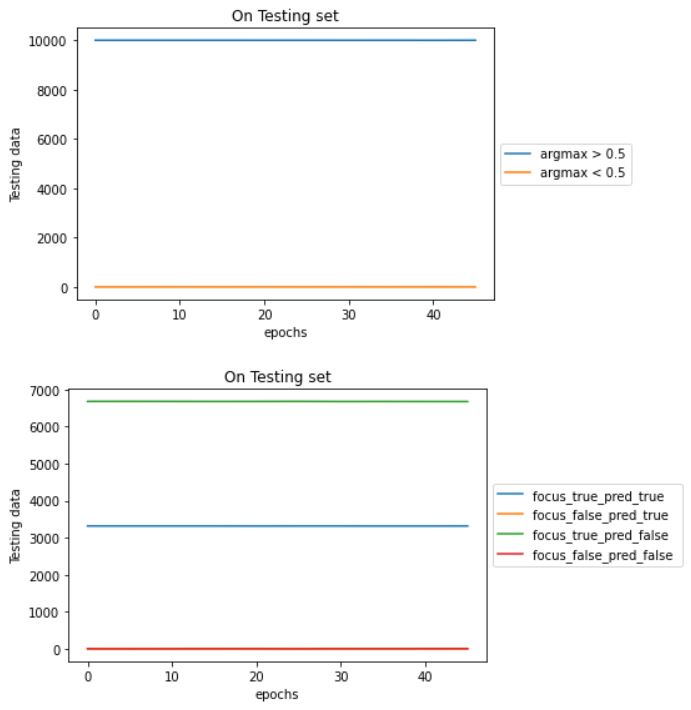 On Testing set
10000
8000
6000
4000
2000
0
Testing data
0 10 20 30 40
epochs
argmax > 0.5
argmax < 0.5
On Testing set
7000
6000
5000
4000
3000
2000
1000
0
Testing data
0 10 20 30 40
epochs
focus_true_pred_true
focus_false_pred_true
focus_true_pred_false
focus_false_pred_false